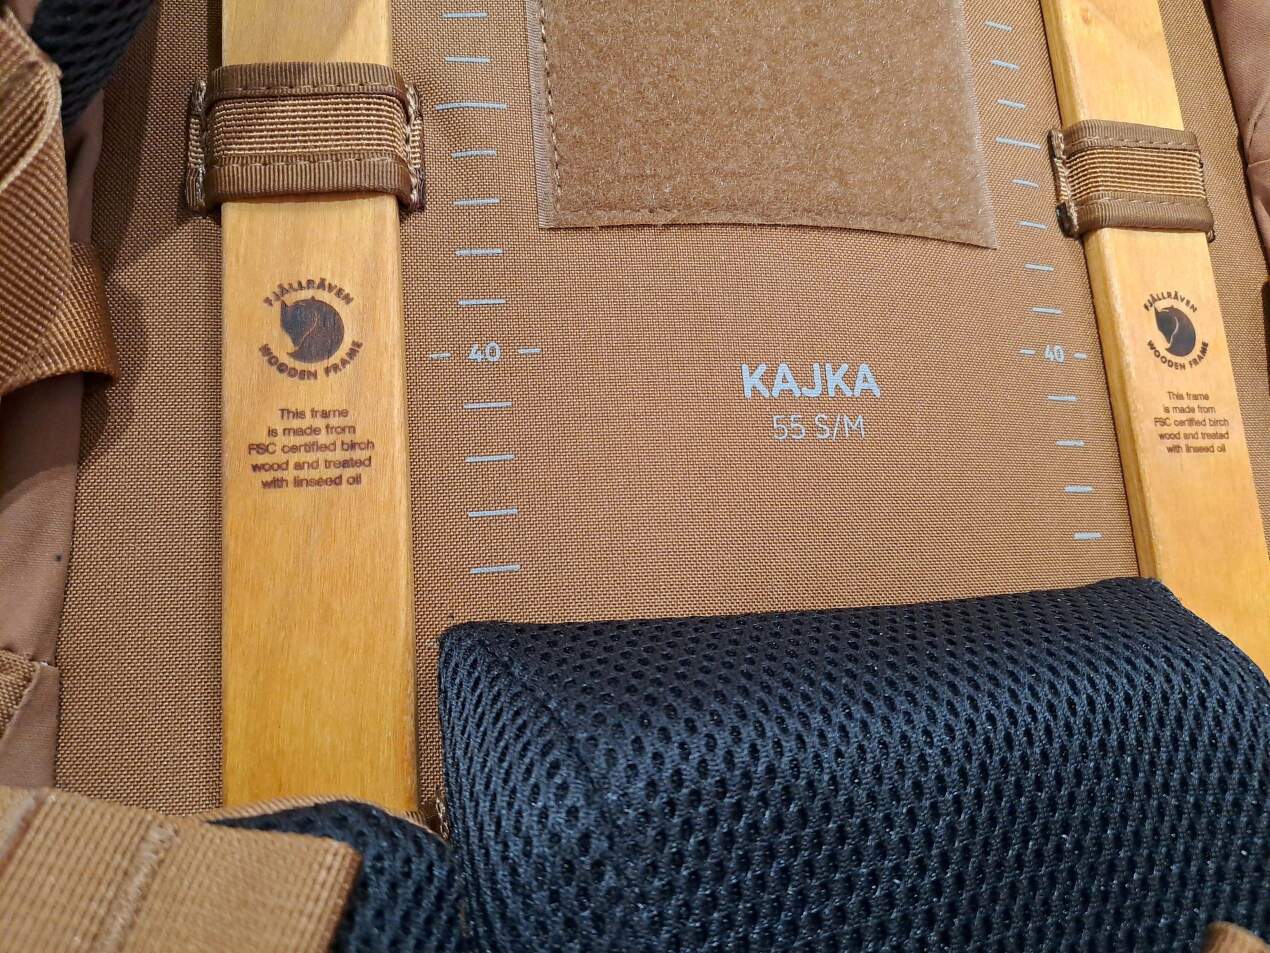 FJÄLLRÄVEN
WOODEN FRAME
This frame
is made from
FSC certified birch
wood and treated
with linseed oil
40
KAJKA
55 S/M
40
FJÄLLRÄVEN
WOODEN FRAME
This frame
is made from
FSC certified birch
wood and treated
with linseed oil